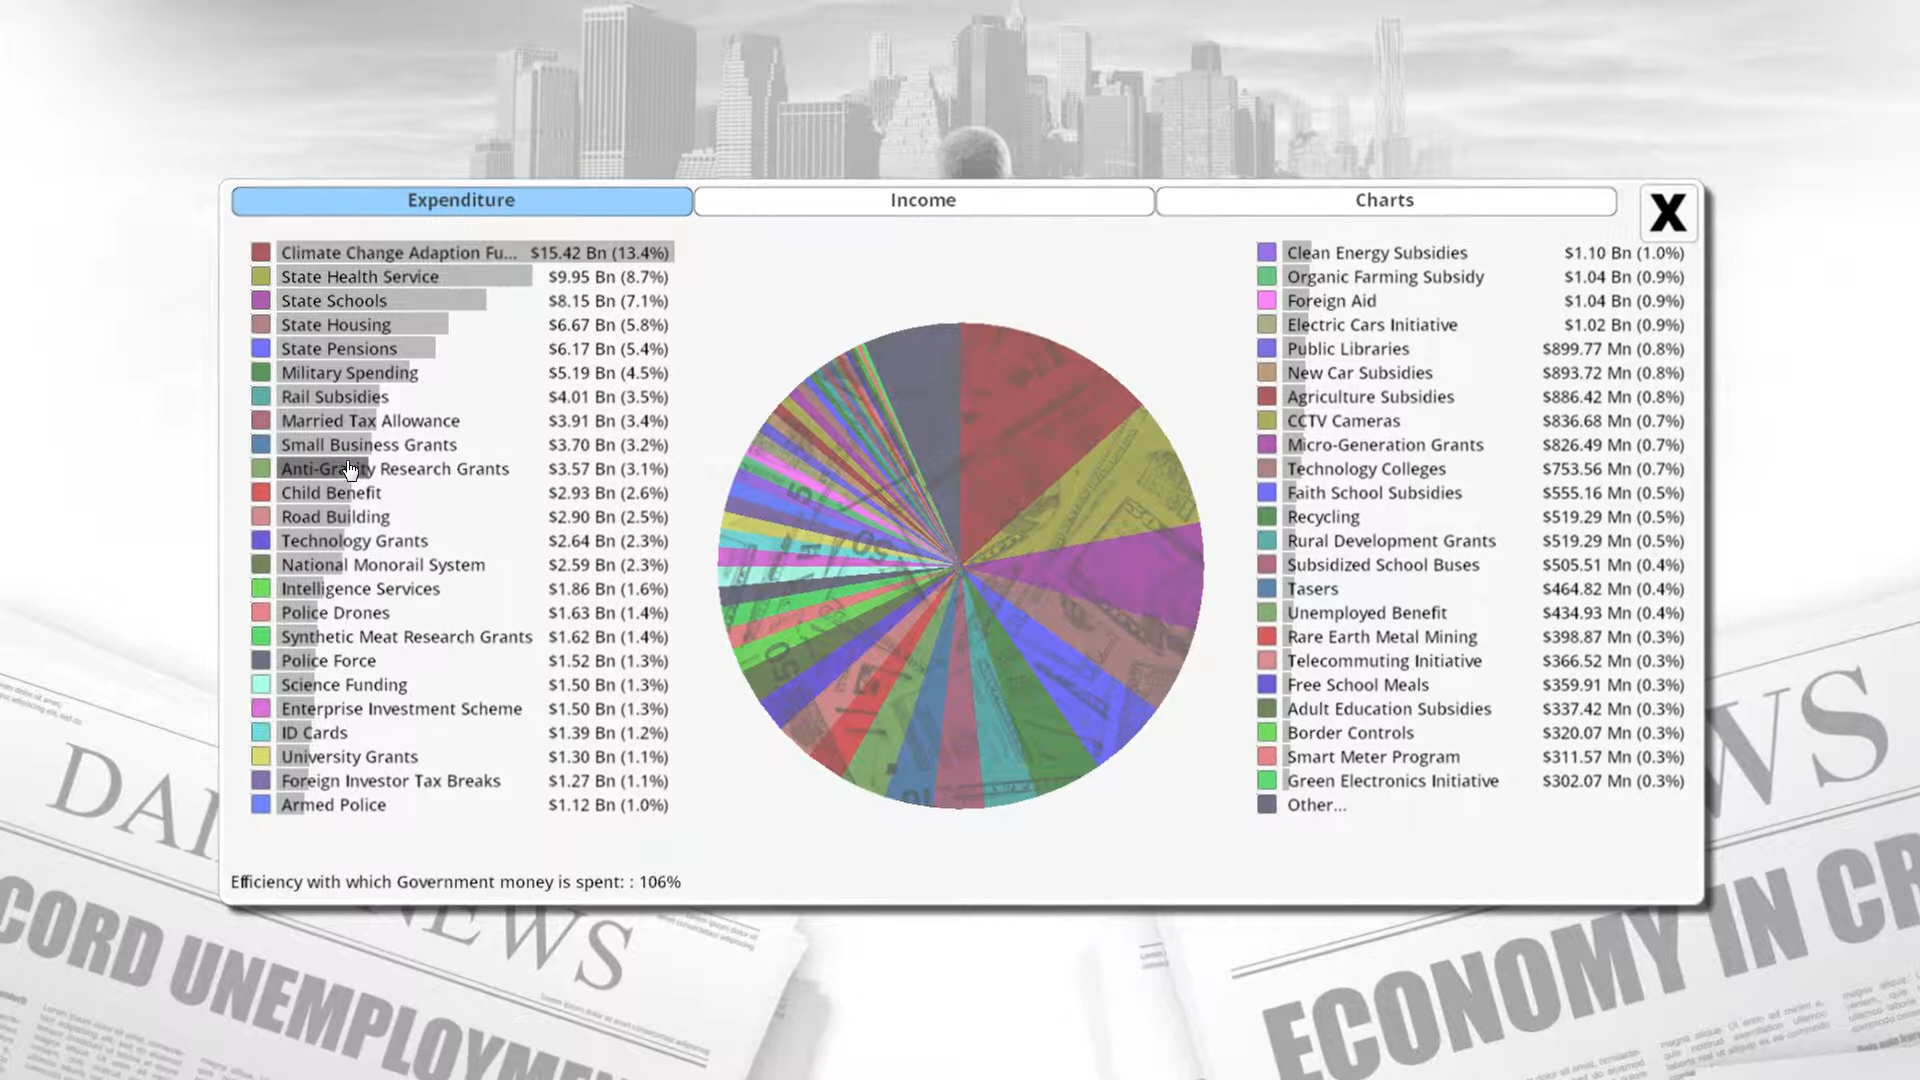 Expenditure
Income
Charts
X
Climate Change Adaption Fu... $15.42 Bn (13.4%)
State Health Service $9.95 Bn (8.7%)
State Schools $8.15 Bn (7.1%)
State Housing $6.67 Bn (5.8%)
State Pensions $6.17 Bn (5.4%)
Military Spending $5.19 Bn (4.5%)
Rail Subsidies $4.01 Bn (3.5%)
Married Tax Allowance $3.91 Bn (3.4%)
Small Business Grants $3.70 Bn (3.2%)
Anti-Gravity Research Grants $3.57 Bn (3.1%)
Child Benefit $2.93 Bn (2.6%)
Road Building $2.90 Bn (2.5%)
Technology Grants $2.64 Bn (2.3%)
National Monorail System $2.59 Bn (2.3%)
Intelligence Services $1.86 Bn (1.6%)
Police Drones $1.63 Bn (1.4%)
Synthetic Meat Research Grants $1.62 Bn (1.4%)
Police Force $1.52 Bn (1.3%)
Science Funding $1.50 Bn (1.3%)
Enterprise Investment Scheme $1.50 Bn (1.3%)
ID Cards $1.39 Bn (1.2%)
University Grants $1.30 Bn (1.1%)
Foreign Investor Tax Breaks $1.27 Bn (1.1%)
Armed Police $1.12 Bn (1.0%)
Clean Energy Subsidies $1.10 Bn (1.0%)
Organic Farming Subsidy $1.04 Bn (0.9%)
Foreign Aid $1.04 Bn (0.9%)
Electric Cars Initiative $1.02 Bn (0.9%)
Public Libraries $899.77 Mn (0.8%)
New Car Subsidies $893.72 Mn (0.8%)
Agriculture Subsidies $886.42 Mn (0.8%)
CCTV Cameras $836.68 Mn (0.7%)
Micro-Generation Grants $826.49 Mn (0.7%)
Technology Colleges $753.56 Mn (0.7%)
Faith School Subsidies $555.16 Mn (0.5%)
Recycling $519.29 Mn (0.5%)
Rural Development Grants $519.29 Mn (0.5%)
Subsidized School Buses $505.51 Mn (0.4%)
Tasers $464.82 Mn (0.4%)
Unemployed Benefit $434.93 Mn (0.4%)
Rare Earth Metal Mining $398.87 Mn (0.3%)
Telecommuting Initiative $366.52 Mn (0.3%)
Free School Meals $359.91 Mn (0.3%)
Adult Education Subsidies $337.42 Mn (0.3%)
Border Controls $320.07 Mn (0.3%)
Smart Meter Program $311.57 Mn (0.3%)
Green Electronics Initiative $302.07 Mn (0.3%)
Other...
Efficiency with which Government money is spent: : 106%
DAI
NEWS
CORD UNEMPLOYME
WS
ECONOMY IN CR